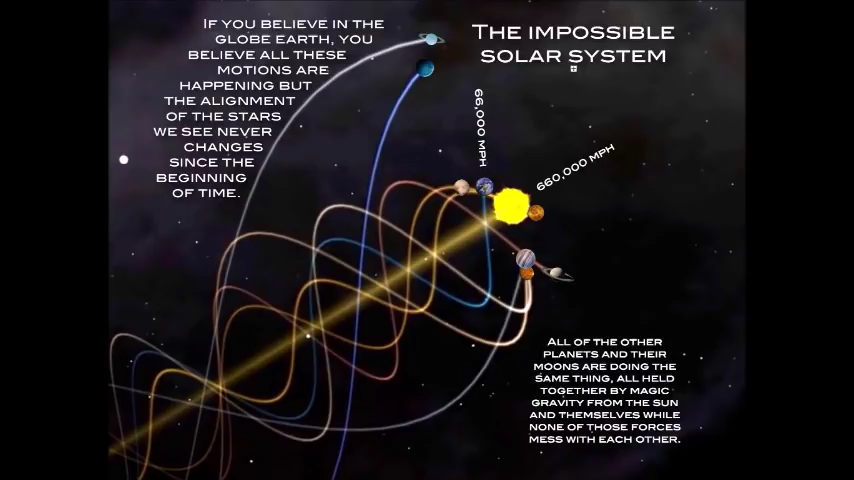 If you believe in the
globe earth, you
believe all these
motions are
happening but
the alignment
of the stars
we see never
changes
since the
beginning
of time.
The impossible
solar system
66,000 mph
660,000 mph
All of the other
planets and their
moons are doing the
same thing, all held
together by magic
gravity from the sun
and themselves while
none of those forces
mess with each other.